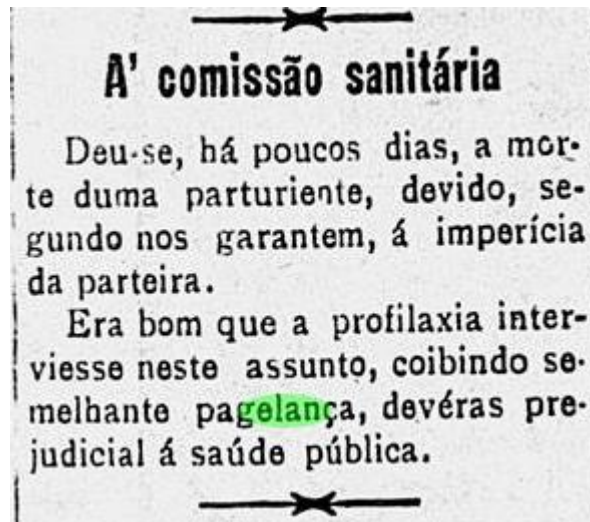 A' comissão sanitária
Deu-se, há poucos dias, a mor-
te duma parturiente, devido, se-
gundo nos garantem, á imperícia
da parteira.
Era bom que a profilaxia inter-
viesse neste assunto, coibindo se-
melhante pagelança, devéras pre-
judicial á saúde pública.